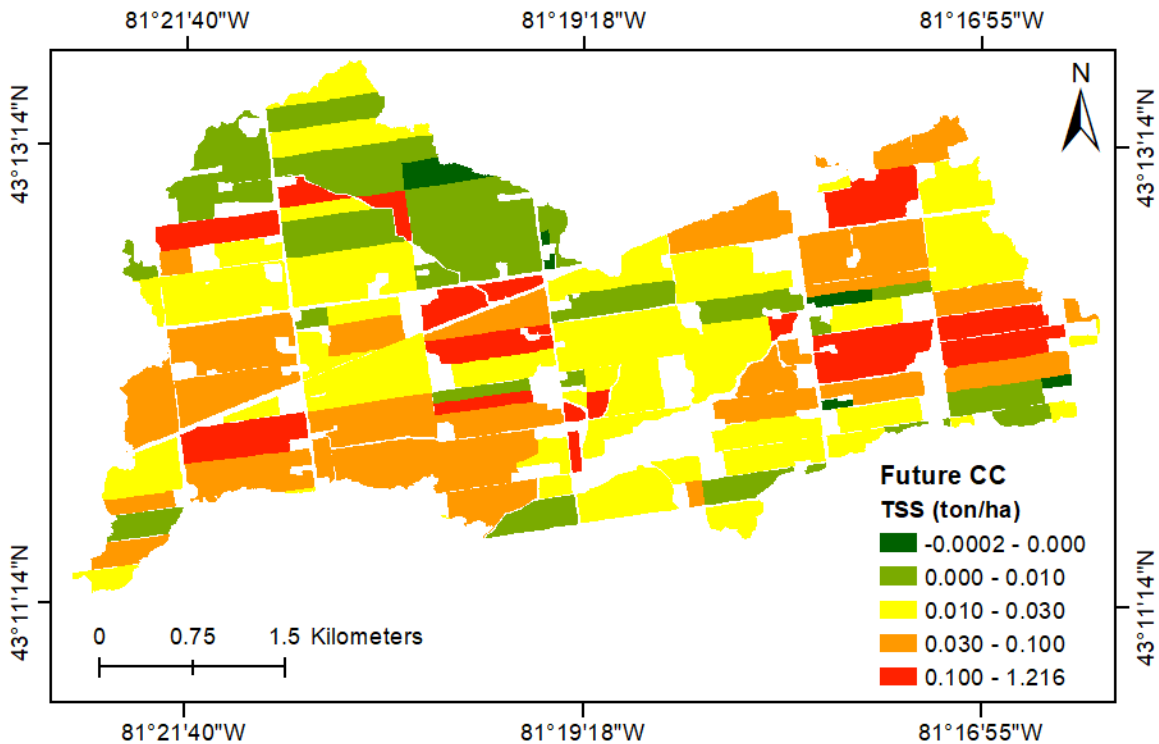 81°21'40"W 81°19'18"W 81°16'55"W
N
43°13'14"N 43°13'14"N
Future CC
TSS (ton/ha)
-0.0002 - 0.000
0.000 - 0.010
0.010 - 0.030
0.030 - 0.100
0.100 - 1.216
43°11'14"N 43°11'14"N
0 0.75 1.5 Kilometers
81°21'40"W 81°19'18"W 81°16'55"W